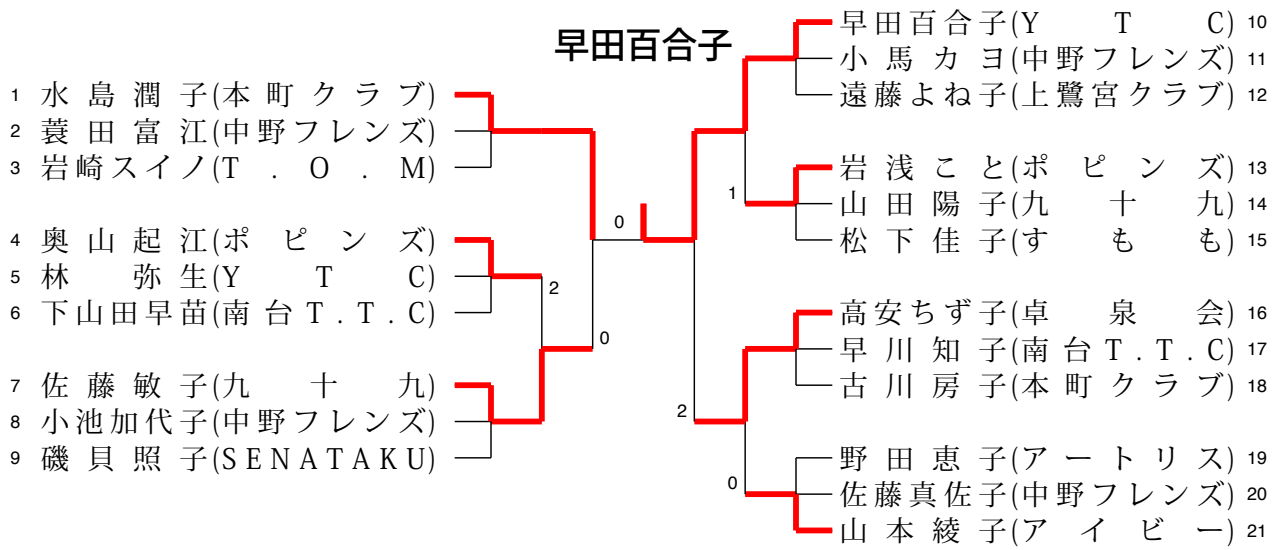 早田百合子
1 水島潤子(本町クラブ)
2 蓑田富江(中野フレンズ)
3 岩崎スイノ(T.O.M)
4 奥山起江(ポピンズ)
5 林弥生(YTC)
6 下山田早苗(南台T.T.C)
7 佐藤敏子(九十九)
8 小池加代子(中野フレンズ)
9 磯貝照子(SENATAKU)
2
0
0
早田百合子(YTC) 10
小馬カヨ(中野フレンズ) 11
遠藤よね子(上鷺宮クラブ) 12
岩浅こと(ポピンズ) 13
山田陽子(九十九) 14
松下佳子(すもも) 15
高安ちず子(卓泉会) 16
早川知子(南台T.T.C) 17
古川房子(本町クラブ) 18
野田恵子(アートリス) 19
佐藤真佐子(中野フレンズ) 20
山本綾子(アイビー) 21
1
2
0